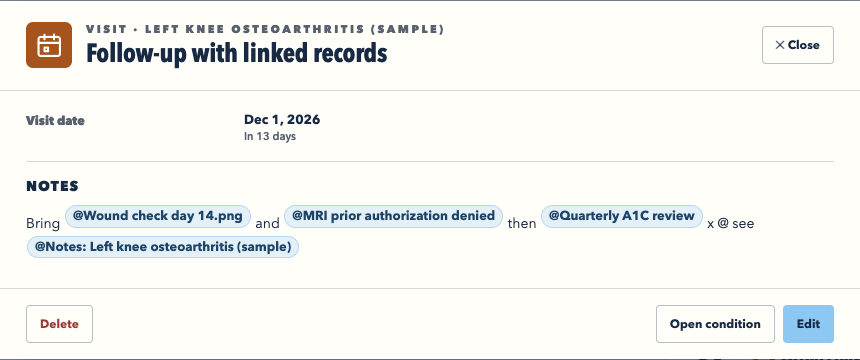 VISIT • LEFT KNEE OSTEOARTHRITIS (SAMPLE)
Follow-up with linked records
× Close
Visit date
Dec 1, 2026
In 13 days
NOTES
Bring @Wound check day 14.png and @MRI prior authorization denied then @Quarterly A1C review x @ see
@Notes: Left knee osteoarthritis (sample)
Delete
Open condition
Edit